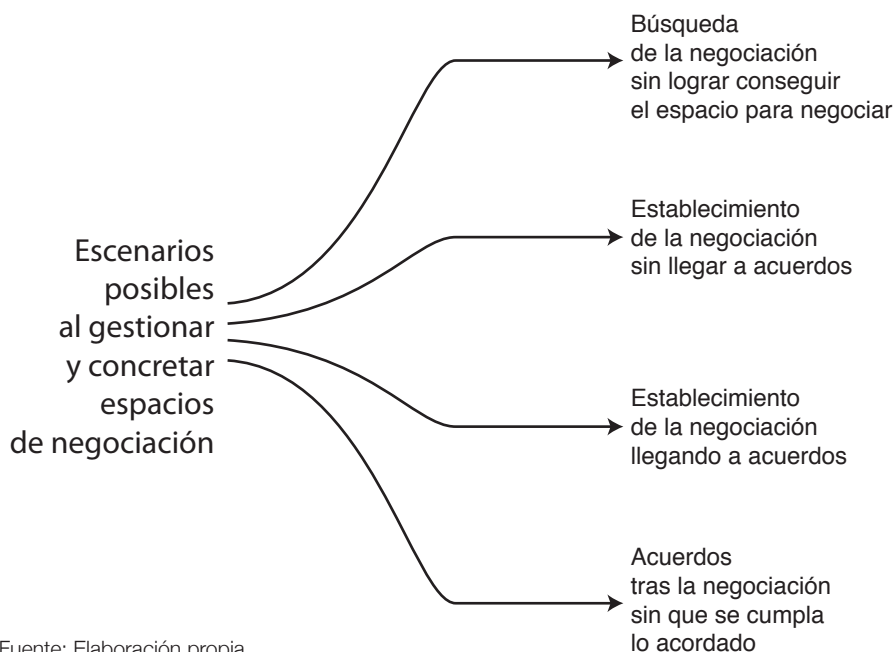 Escenarios
posibles
al gestionar
y concretar
espacios
de negociación
Búsqueda
de la negociación
sin lograr conseguir
el espacio para negociar
Establecimiento
de la negociación
sin llegar a acuerdos
Establecimiento
de la negociación
llegando a acuerdos
Acuerdos
tras la negociación
sin que se cumpla
lo acordado
Fuente: Elaboración propia